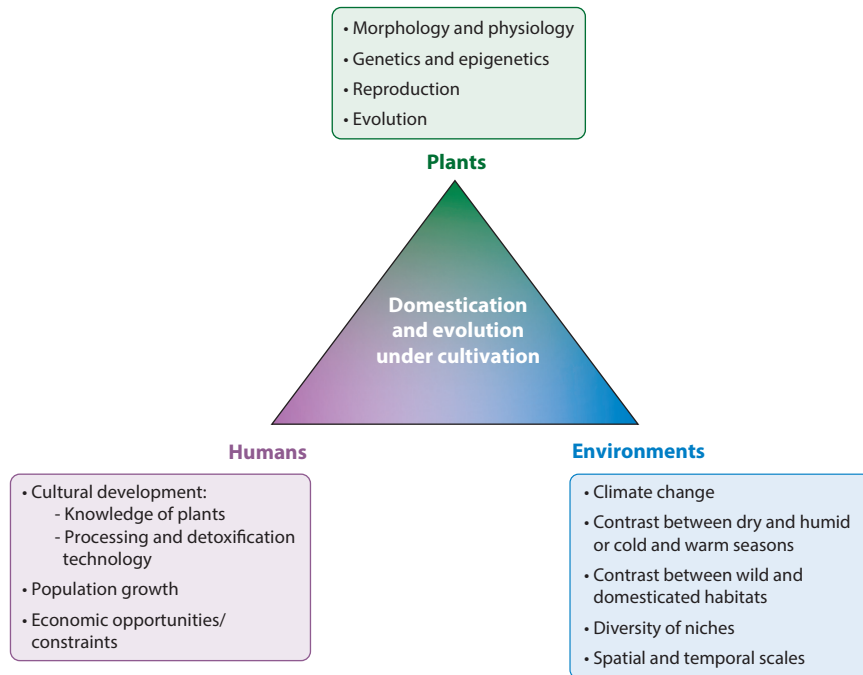 • Morphology and physiology
• Genetics and epigenetics
• Reproduction
• Evolution
Plants
Domestication
and evolution
under cultivation
Humans
• Cultural development:
- Knowledge of plants
- Processing and detoxification
technology
• Population growth
• Economic opportunities/
constraints
Environments
• Climate change
• Contrast between dry and humid
or cold and warm seasons
• Contrast between wild and
domesticated habitats
• Diversity of niches
• Spatial and temporal scales